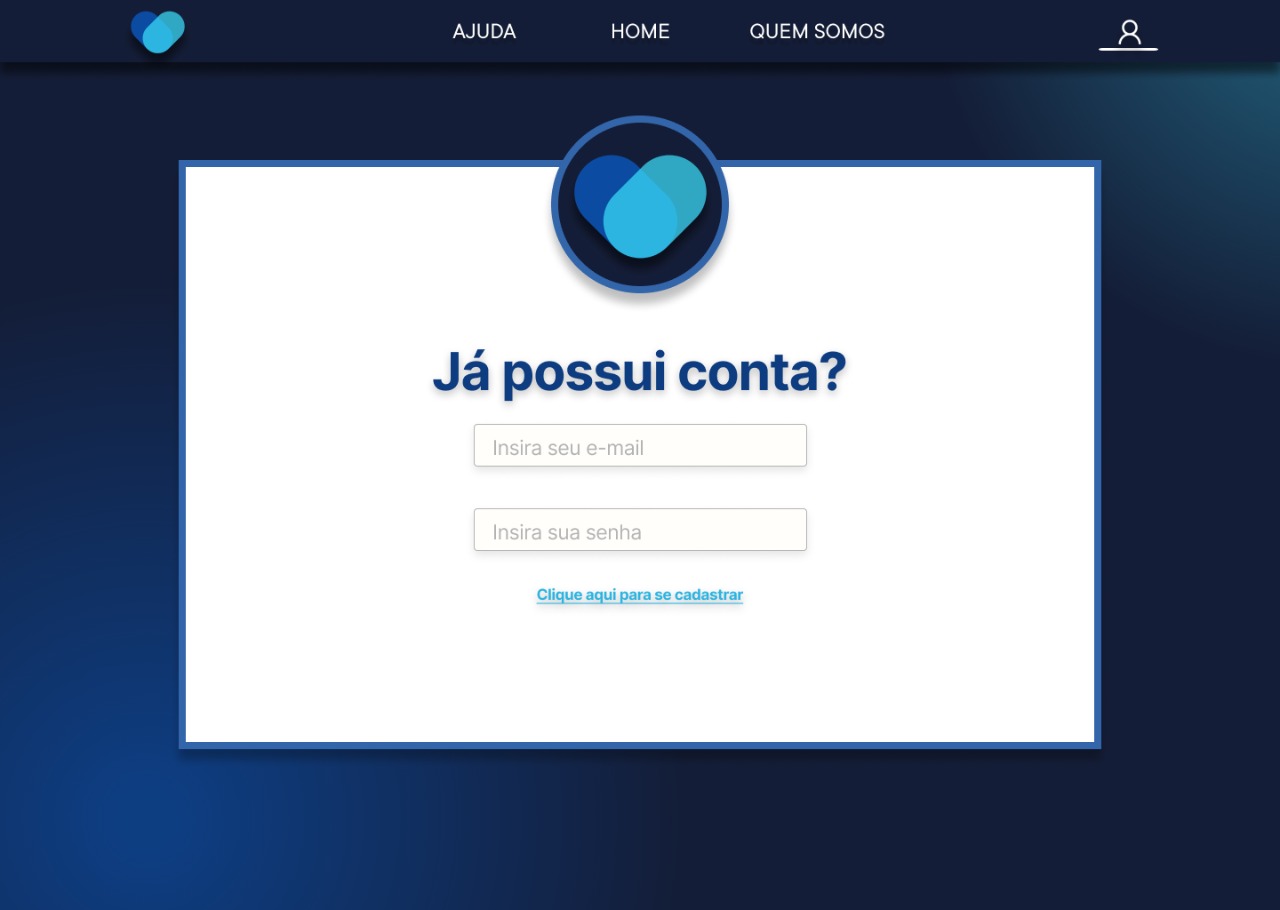 AJUDA
HOME
QUEM SOMOS
Já possui conta?
Insira seu e-mail
Insira sua senha
Clique aqui para se cadastrar